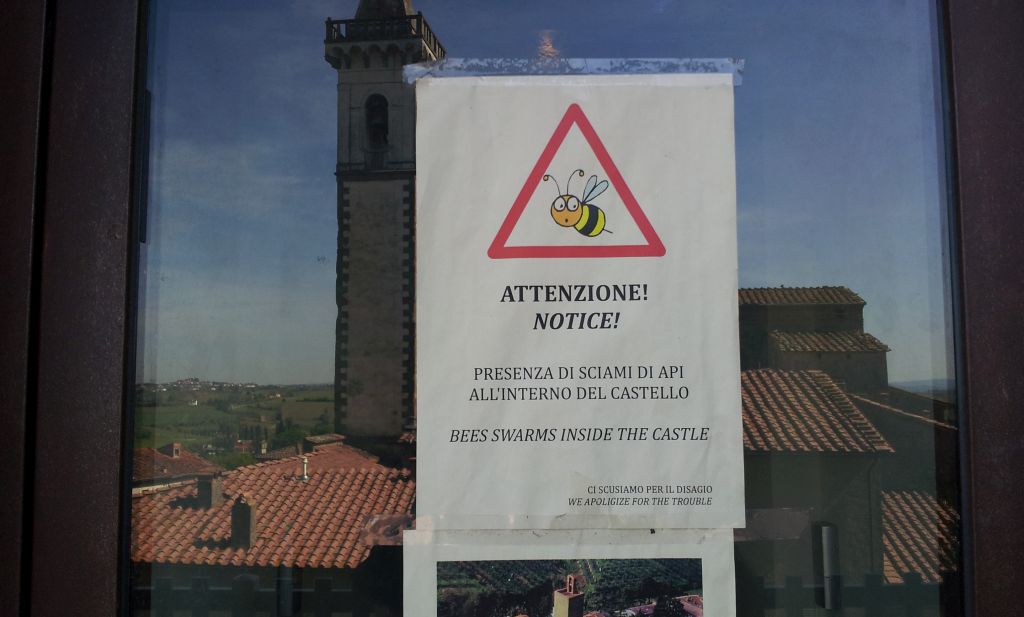 ATTENZIONE!
NOTICE!
PRESENZA DI SCIAMI DI API
ALL'INTERNO DEL CASTELLO
BEES SWARMS INSIDE THE CASTLE
CI SCUSIAMO PER IL DISAGIO
WE APOLIGIZE FOR THE TROUBLE